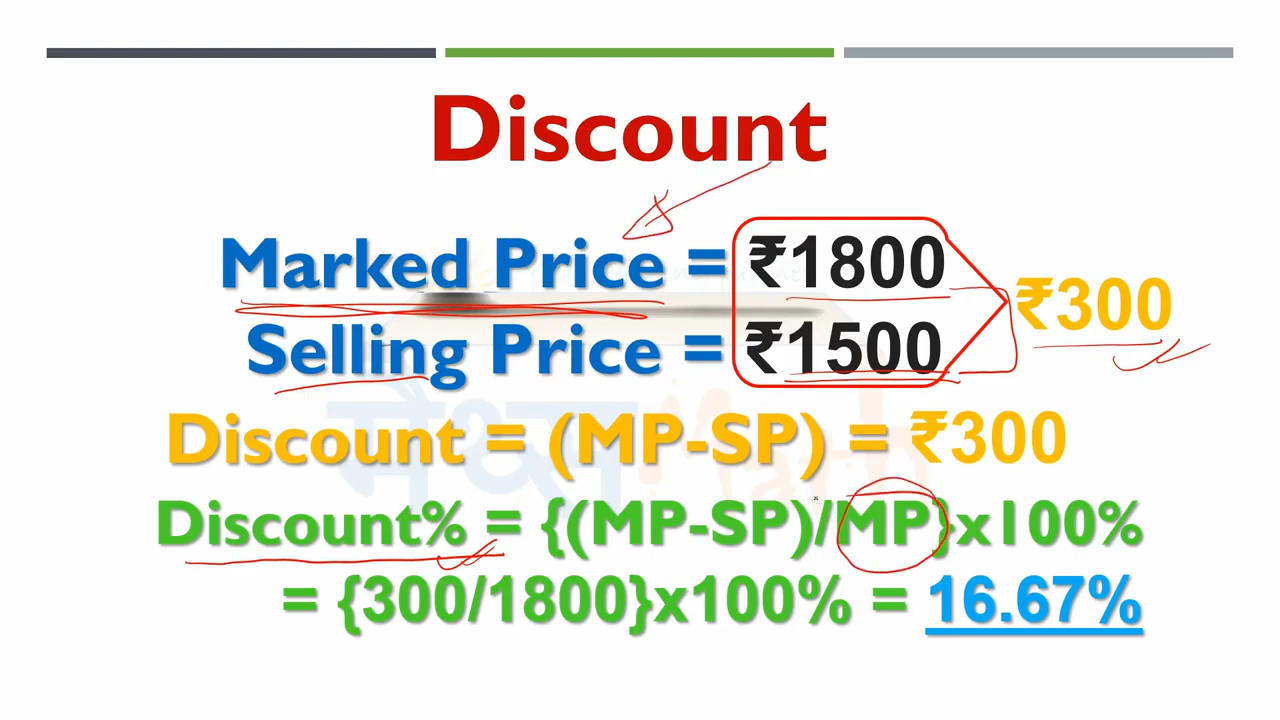 Discount
Marked Price = ₹1800
₹300
Selling Price = ₹1500
Discount = (MP-SP) = ₹300
Discount% = {(MP-SP)/MP}x100%
= {300/1800}x100% = 16.67%